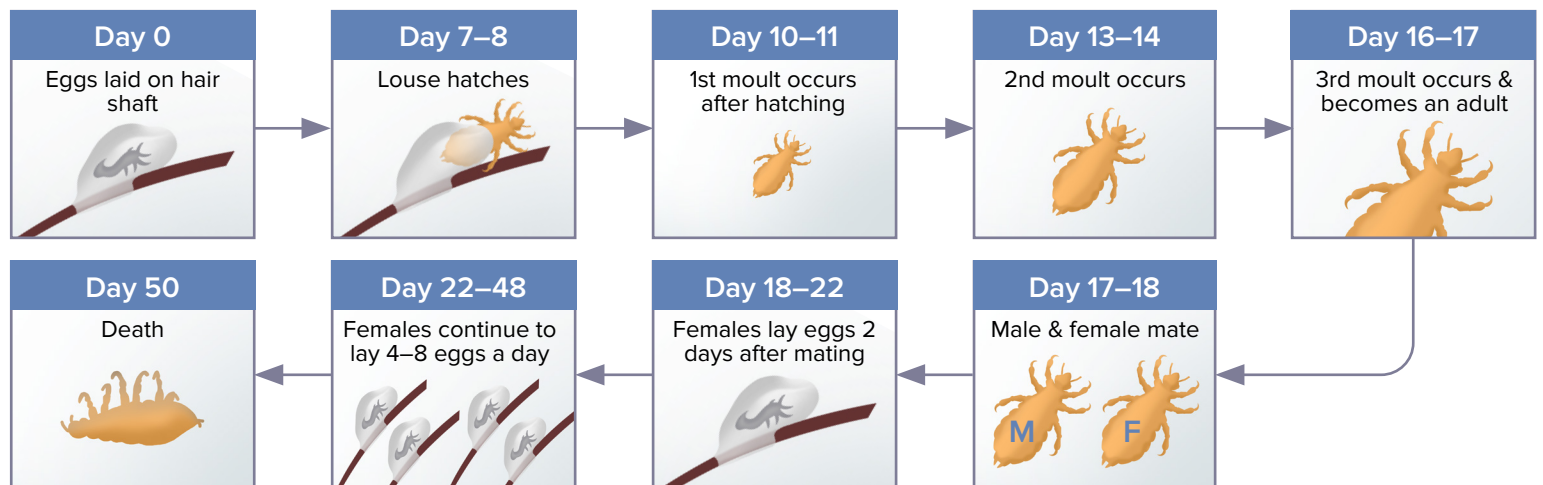 Day 0
Eggs laid on hair
shaft
Day 7–8
Louse hatches
Day 10–11
1st moult occurs
after hatching
Day 13–14
2nd moult occurs
Day 16–17
3rd moult occurs &
becomes an adult
Day 17–18
Male & female mate
M
F
Day 18–22
Females lay eggs 2
days after mating
Day 22–48
Females continue to
lay 4–8 eggs a day
Day 50
Death